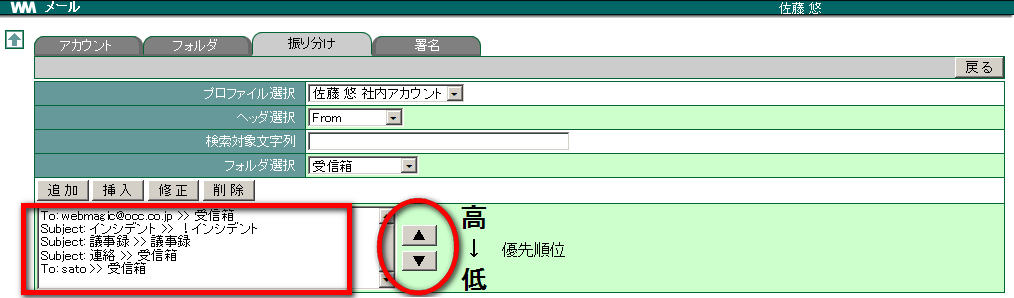 WM メール 佐藤 悠
アカウント フォルダ 振り分け 署名
戻る
プロファイル選択 佐藤 悠 社内アカウント
ヘッダ選択 From
検索対象文字列
フォルダ選択 受信箱
追加 挿入 修正 削除
To: webmagic@occ.co.jp >> 受信箱
Subject: インシデント >> ！インシデント
Subject: 議事録 >> 議事録
Subject: 連絡 >> 受信箱
To: sato >> 受信箱
▲
▼
高
↓ 優先順位
低